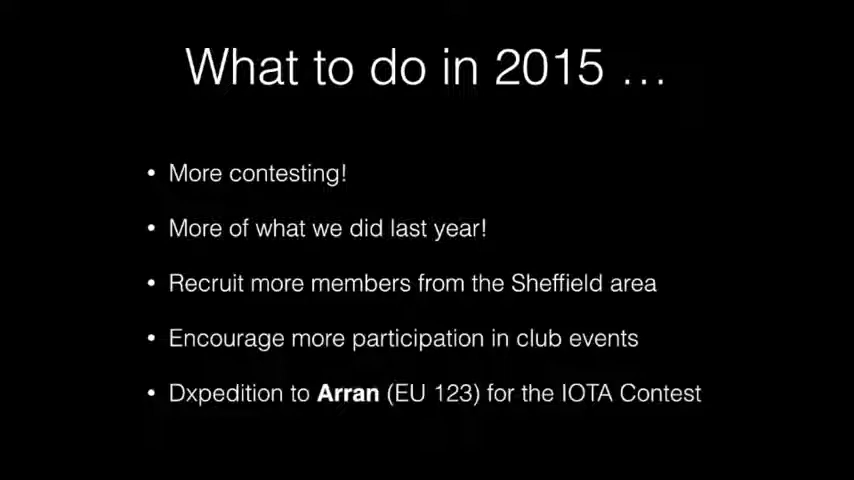 What to do in 2015 ...
• More contesting!
• More of what we did last year!
• Recruit more members from the Sheffield area
• Encourage more participation in club events
• Dxpedition to Arran (EU 123) for the IOTA Contest